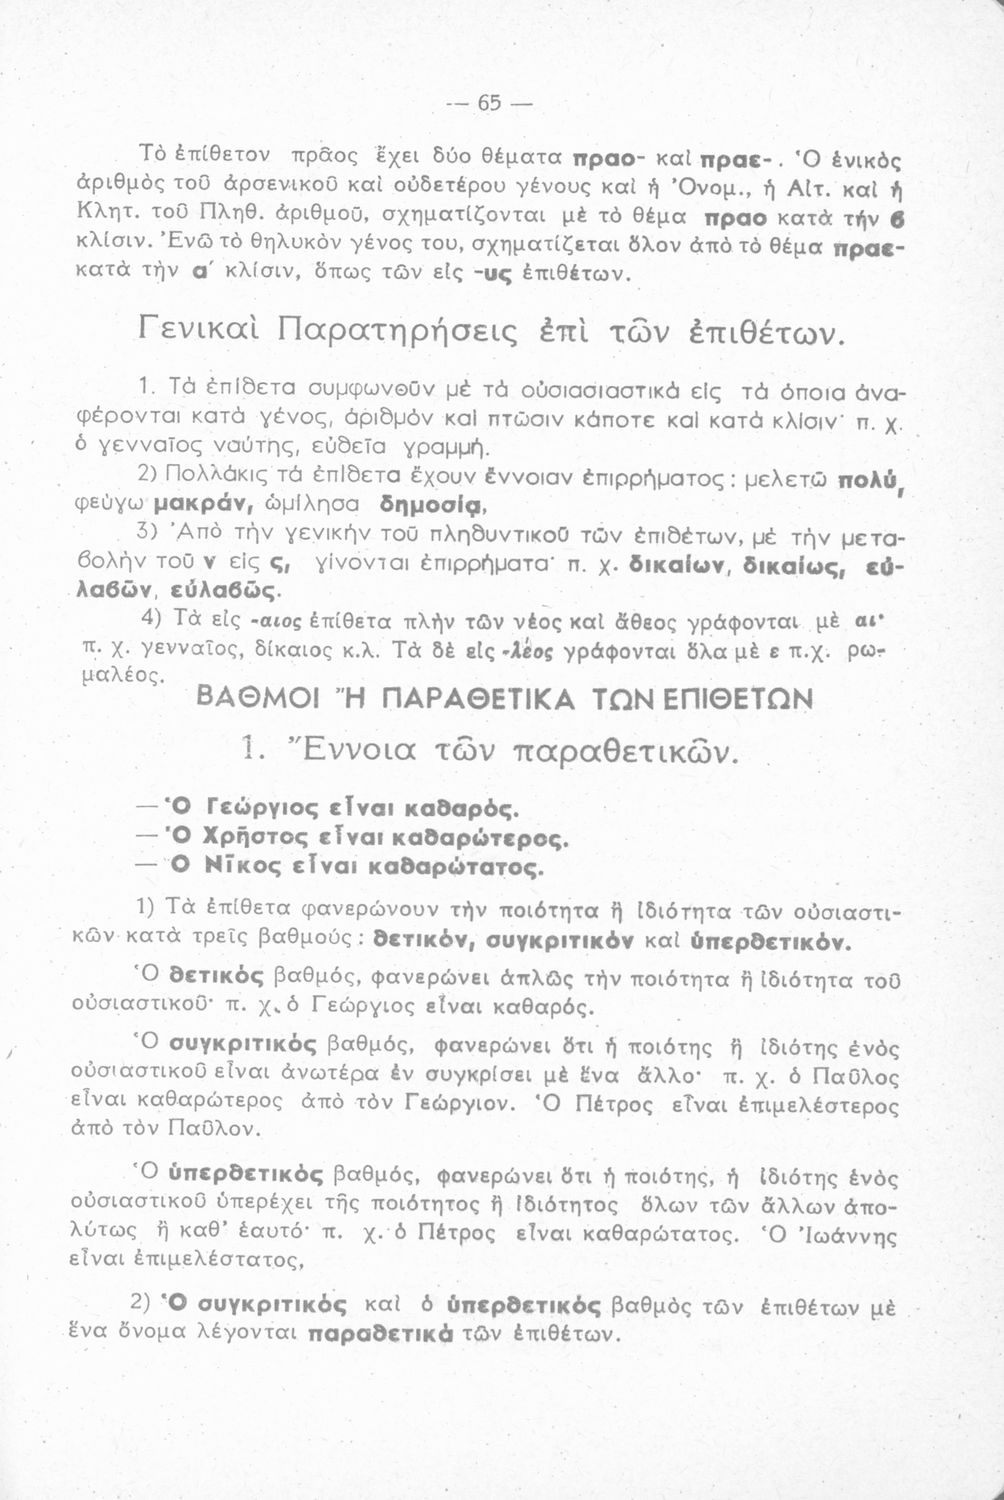 — 65 —
Τὸ ἐπίθετον πρᾶος ἔχει δύο θέματα πραο- καὶ πραε-. Ὁ ἑνικὸς
ἀριθμὸς τοῦ ἀρσενικοῦ καὶ οὐδετέρου γένους καὶ ἡ Ὀνομ., ἡ Αἰτ. καὶ ἡ
Κλητ. τοῦ Πληθ. ἀριθμοῦ, σχηματίζονται μὲ τὸ θέμα πραο κατὰ τὴν ϐ
κλίσιν. Ἐνῶ τὸ θηλυκὸν γένος του, σχηματίζεται ὅλον ἀπὸ τὸ θέμα πραε-
κατὰ τὴν α΄ κλίσιν, ὅπως τῶν εἰς -υς ἐπιθέτων.
Γενικαὶ Παρατηρήσεις ἐπὶ τῶν ἐπιθέτων.
1. Τὰ ἐπίθετα συμφωνοῦν μὲ τὰ οὐσιασιαστικὰ εἰς τὰ ὁποια ἀνα-
φέρονται κατὰ γένος, ἀριθμὸν καὶ πτῶσιν κάποτε καὶ κατὰ κλίσιν· π. χ.
ὁ γενναῖος ναύτης, εὐθεῖα γραμμή.
2) Πολλάκις τὰ ἐπίθετα ἔχουν ἔννοιαν ἐπιρρήματος : μελετῶ πολύ,
φεύγω μακράν, ὡμίλησα δημοσίᾳ,
3) Ἀπὸ τὴν γενικὴν τοῦ πληθυντικοῦ τῶν ἐπιθέτων, μὲ τὴν μετα-
ϐολὴν τοῦ ν εἰς ς, γίνονται ἐπιρρήματα· π. χ. δικαίων, δικαίως, εὐ-
λαϐῶν, εὐλαϐῶς.
4) Τὰ εἰς -αιος ἐπίθετα πλὴν τῶν νέος καὶ ἄθεος γράφονται μὲ αι·
π. χ. γενναῖος, δίκαιος κ.λ. Τὰ δὲ εἰς -λέος γράφονται ὅλα μὲ ε π.χ. ρω-
μαλέος.
ΒΑΘΜΟΙ Ἢ ΠΑΡΑΘΕΤΙΚΑ ΤΩΝ ΕΠΙΘΕΤΩΝ
1. Ἔννοια τῶν παραθετικῶν.
— Ὁ Γεώργιος εἶναι καθαρός.
— Ὁ Χρῆστος εἶναι καθαρώτερος.
— Ο Νῖκος εἶναι καθαρώτατος.
1) Τὰ ἐπίθετα φανερώνουν τὴν ποιότητα ἢ ἰδιότητα τῶν οὐσιαστι-
κῶν κατὰ τρεῖς βαθμούς : θετικόν, συγκριτικόν καὶ ὑπερθετικόν.
Ὁ θετικὸς βαθμός, φανερώνει ἁπλῶς τὴν ποιότητα ἢ ἰδιότητα τοῦ
οὐσιαστικοῦ· π. χ. ὁ Γεώργιος εἶναι καθαρός.
Ὁ συγκριτικὸς βαθμός, φανερώνει ὅτι ἡ ποιότης ἢ ἰδιότης ἑνὸς
οὐσιαστικοῦ εἶναι ἀνωτέρα ἐν συγκρίσει μὲ ἕνα ἄλλο· π. χ. ὁ Παῦλος
εἶναι καθαρώτερος ἀπὸ τὸν Γεώργιον. Ὁ Πέτρος εἶναι ἐπιμελέστερος
ἀπὸ τὸν Παῦλον.
Ὁ ὑπερθετικὸς βαθμός, φανερώνει ὅτι ἡ ποιότης, ἡ ἰδιότης ἑνὸς
οὐσιαστικοῦ ὑπερέχει τῆς ποιότητος ἢ ἰδιότητος ὅλων τῶν ἄλλων ἀπο-
λύτως ἢ καθ’ ἑαυτό· π. χ. ὁ Πέτρος εἶναι καθαρώτατος. Ὁ Ἰωάννης
εἶναι ἐπιμελέστατος,
2) Ὁ συγκριτικὸς καὶ ὁ ὑπερθετικὸς βαθμὸς τῶν ἐπιθέτων μὲ
ἕνα ὄνομα λέγονται παραθετικὰ τῶν ἐπιθέτων.